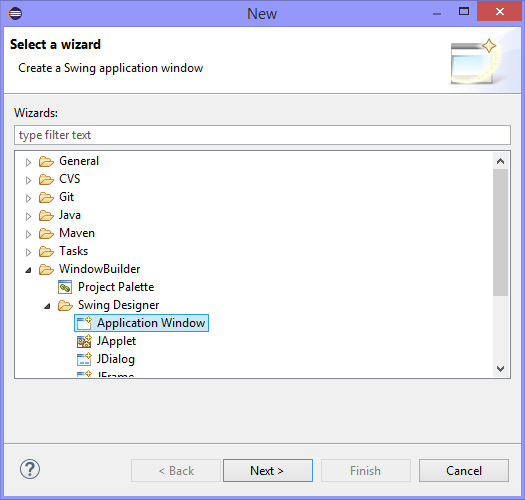 New
Select a wizard
Create a Swing application window
Wizards:
type filter text
General
CVS
Git
Java
Maven
Tasks
WindowBuilder
Project Palette
Swing Designer
Application Window
JApplet
JDialog
JFrame
?
< Back
Next >
Finish
Cancel